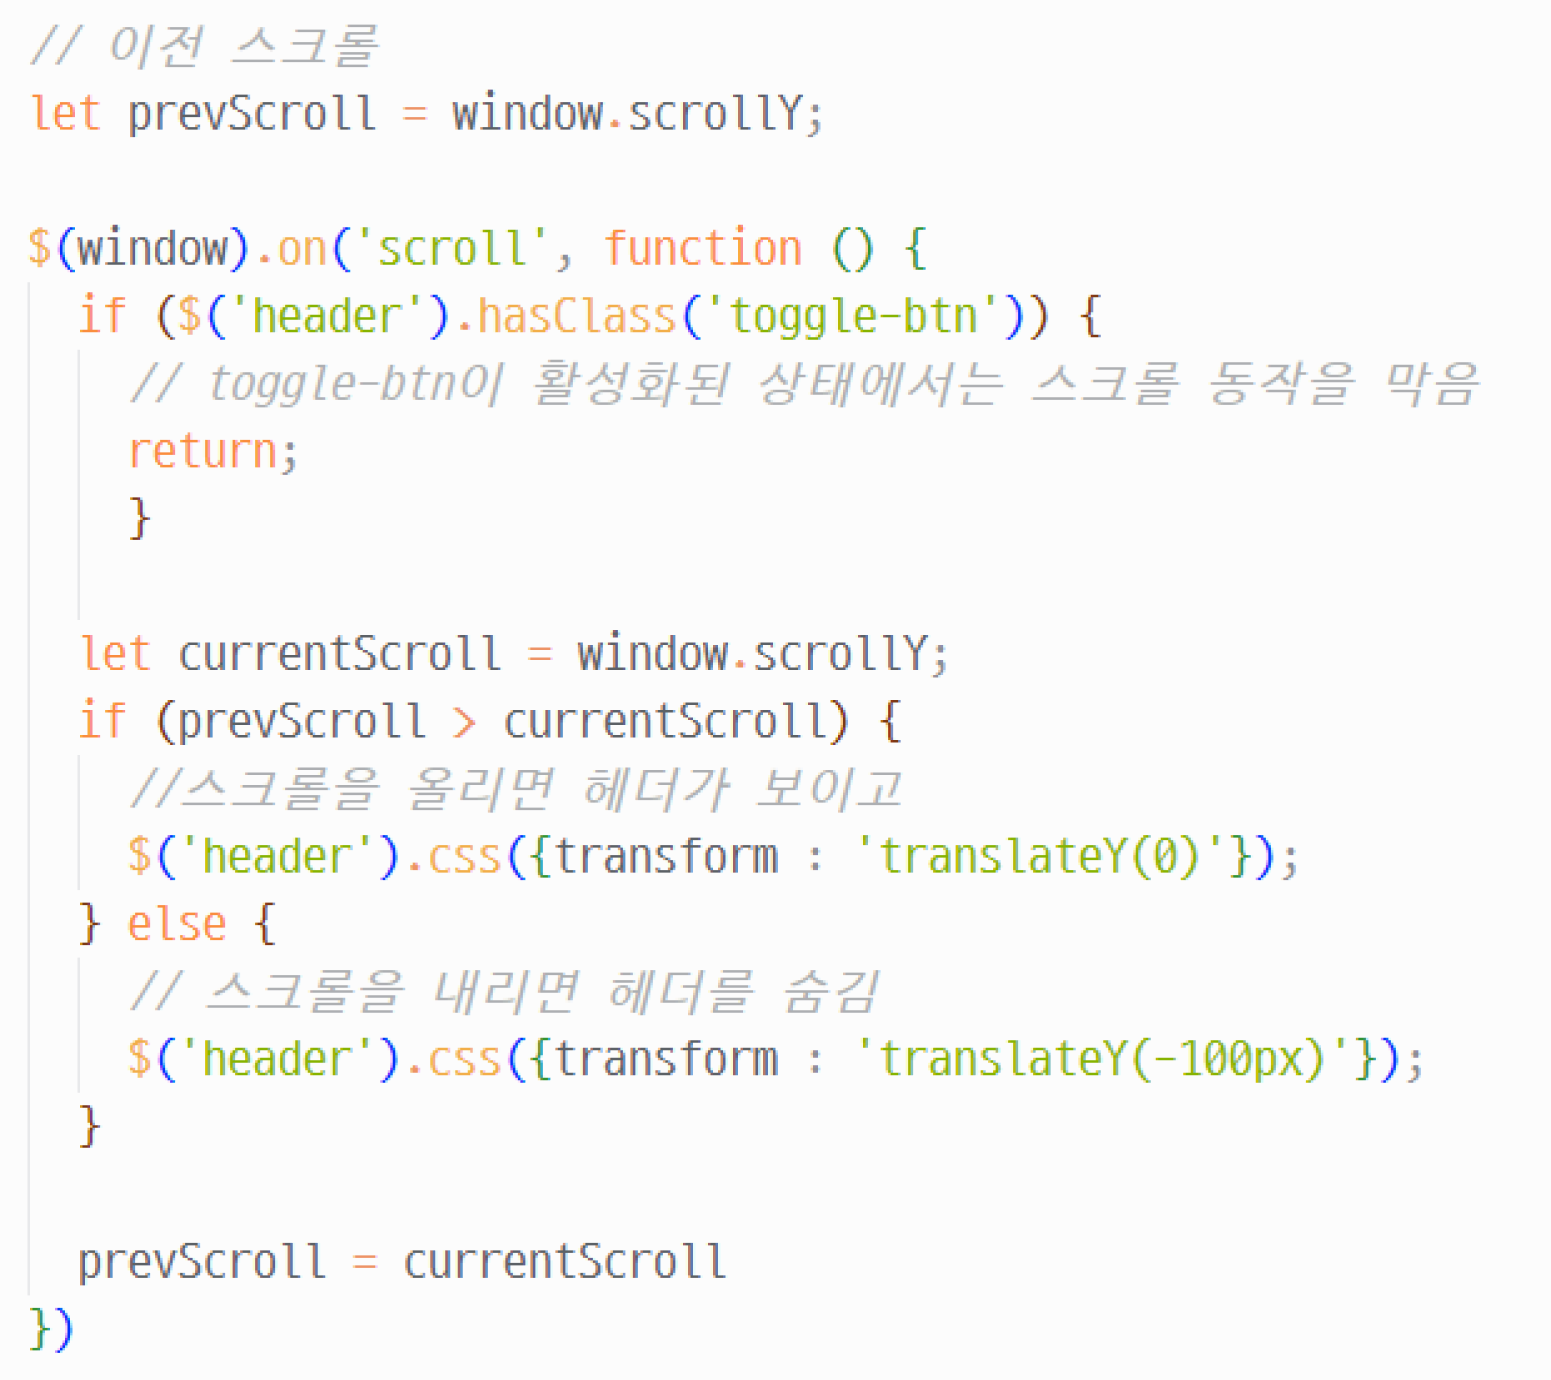 // 이전 스크롤
let prevScroll = window.scrollY;

$(window).on('scroll', function () {
  if ($('header').hasClass('toggle-btn')) {
    // toggle-btn이 활성화된 상태에서는 스크롤 동작을 막음
    return;
    }

  let currentScroll = window.scrollY;
  if (prevScroll > currentScroll) {
    //스크롤을 올리면 헤더가 보이고
    $('header').css({transform : 'translateY(0)'});
  } else {
    // 스크롤을 내리면 헤더를 숨김
    $('header').css({transform : 'translateY(-100px)'});
  }

  prevScroll = currentScroll
})